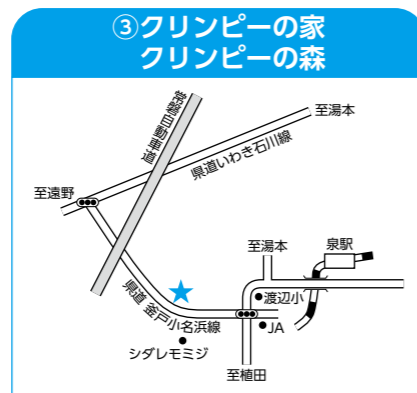 ③クリンピーの家
クリンピーの森
常磐自動車道
至湯本
県道いわき石川線
至遠野
至湯本
泉駅
県道 釜戸小名浜線
渡辺小
JA
シダレモミジ
至植田